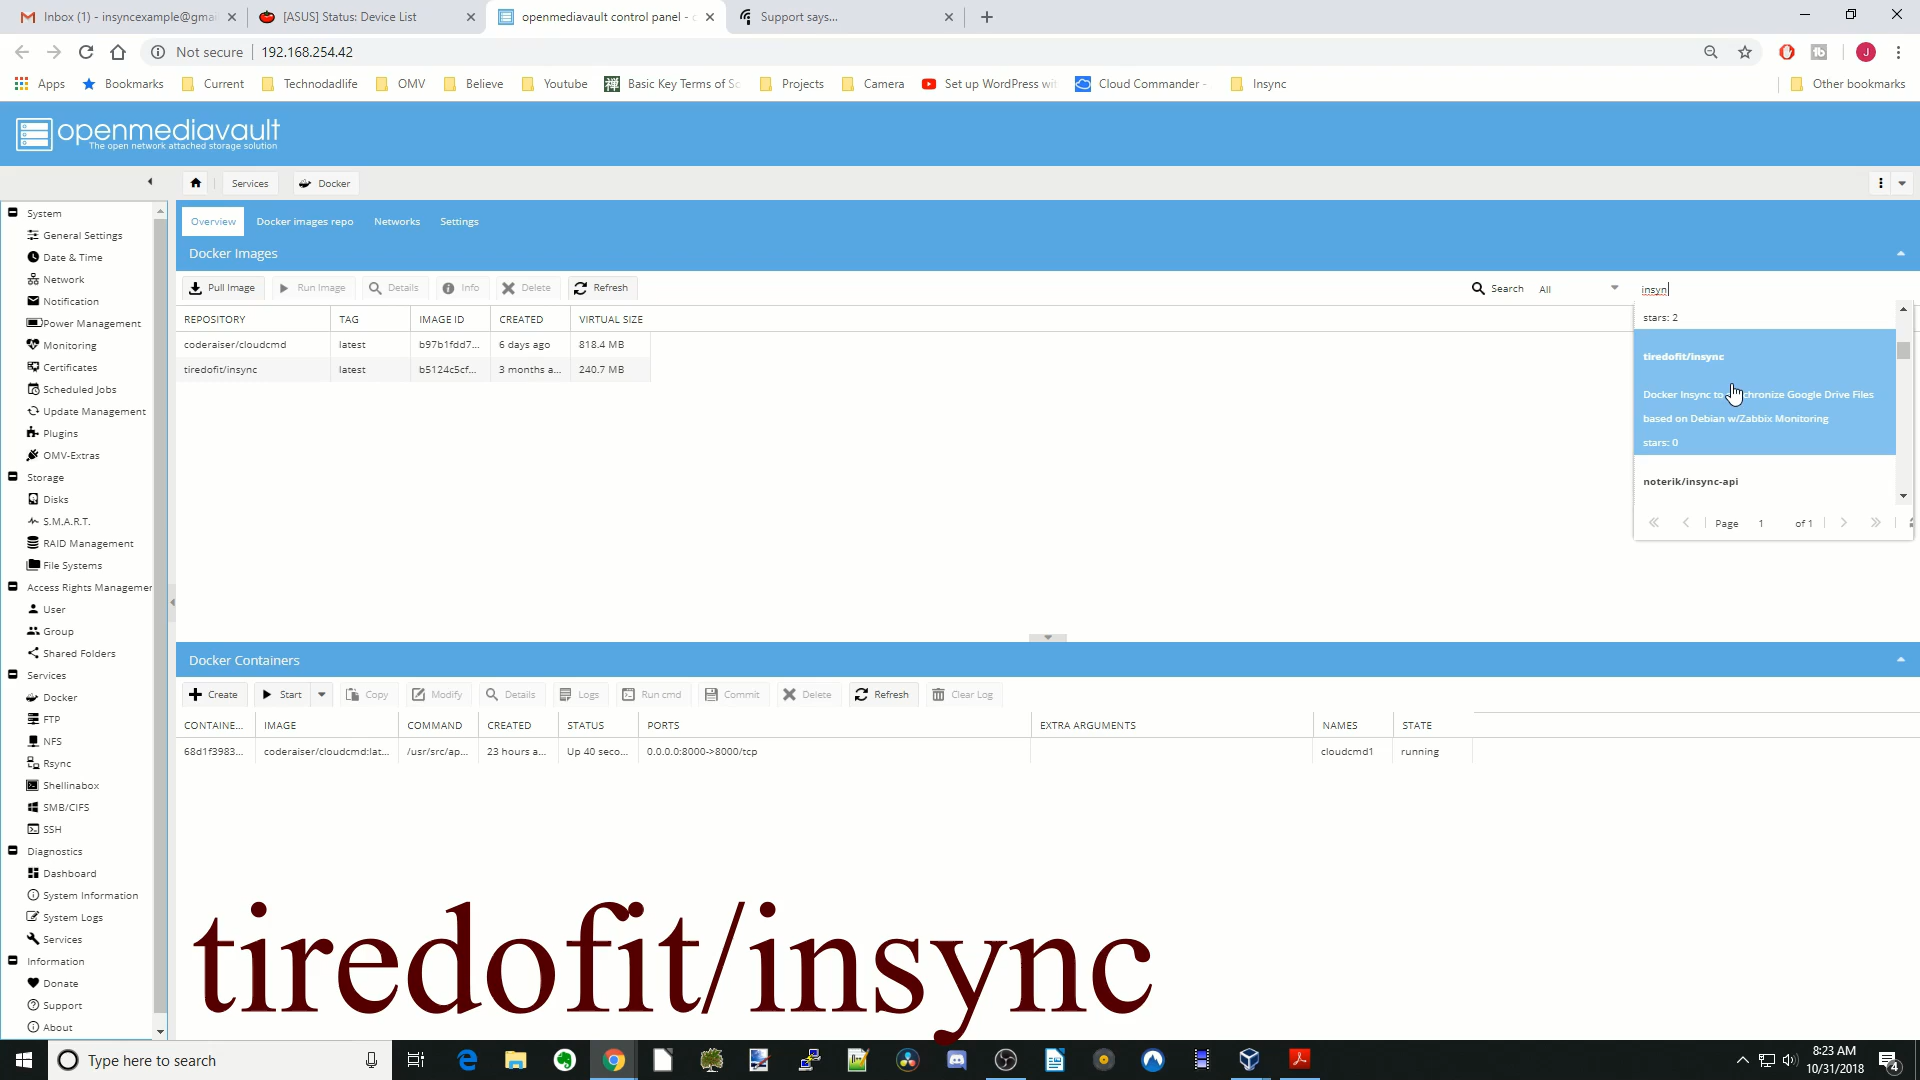 Inbox (1) - insyncexample@gmai
[ASUS] Status: Device List
openmediavault control panel - o
Support says...
Not secure
192.168.254.42
Apps
Bookmarks
Current
Technodadlife
OMV
Believe
Youtube
Basic Key Terms of Sc
Projects
Camera
Set up WordPress wit
Cloud Commander -
Insync
Other bookmarks
openmediavault
The open network attached storage solution
Services
Docker
System
General Settings
Date & Time
Network
Notification
Power Management
Monitoring
Certificates
Scheduled Jobs
Update Management
Plugins
OMV-Extras
Storage
Disks
S.M.A.R.T.
RAID Management
File Systems
Access Rights Managemer
User
Group
Shared Folders
Services
Docker
FTP
NFS
Rsync
Shellinabox
SMB/CIFS
SSH
Diagnostics
Dashboard
System Information
System Logs
Services
Information
Donate
Support
About
Overview Docker images repo Networks Settings
Docker Images
Pull Image Run Image Details Info Delete Refresh
Search All insyn
REPOSITORY TAG IMAGE ID CREATED VIRTUAL SIZE
coderaiser/cloudcmd latest b97b1fdd7... 6 days ago 818.4 MB
tiredofit/insync latest b5124c5cf... 3 months a... 240.7 MB
stars: 2
tiredofit/insync
Docker Insync to chronize Google Drive Files
based on Debian w/Zabbix Monitoring
stars: 0
noterik/insync-api
Page 1 of 1
Docker Containers
Create Start Copy Modify Details Logs Run cmd Commit Delete Refresh Clear Log
CONTAINE... IMAGE COMMAND CREATED STATUS PORTS EXTRA ARGUMENTS NAMES STATE
68d1f3983... coderaiser/cloudcmd:lat... /usr/src/ap... 23 hours a... Up 40 seco... 0.0.0.0:8000->8000/tcp cloudcmd1 running
tiredofit/insync
Type here to search
8:23 AM
10/31/2018
4